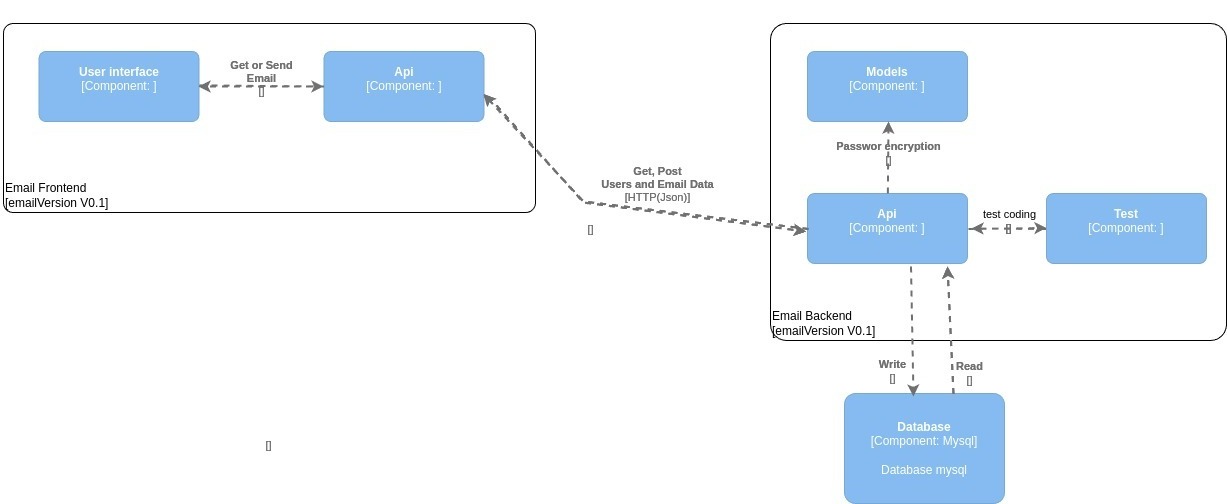 User interface
[Component: ]
Get or Send
Email
[]
Api
[Component: ]
Email Frontend
[emailVersion V0.1]
Get, Post
Users and Email Data
[HTTP(Json)]
[]
Models
[Component: ]
Passwor encryption
[]
Api
[Component: ]
test coding
[]
Test
[Component: ]
Email Backend
[emailVersion V0.1]
Write
[]
Read
[]
Database
[Component: Mysql]
Database mysql
[]